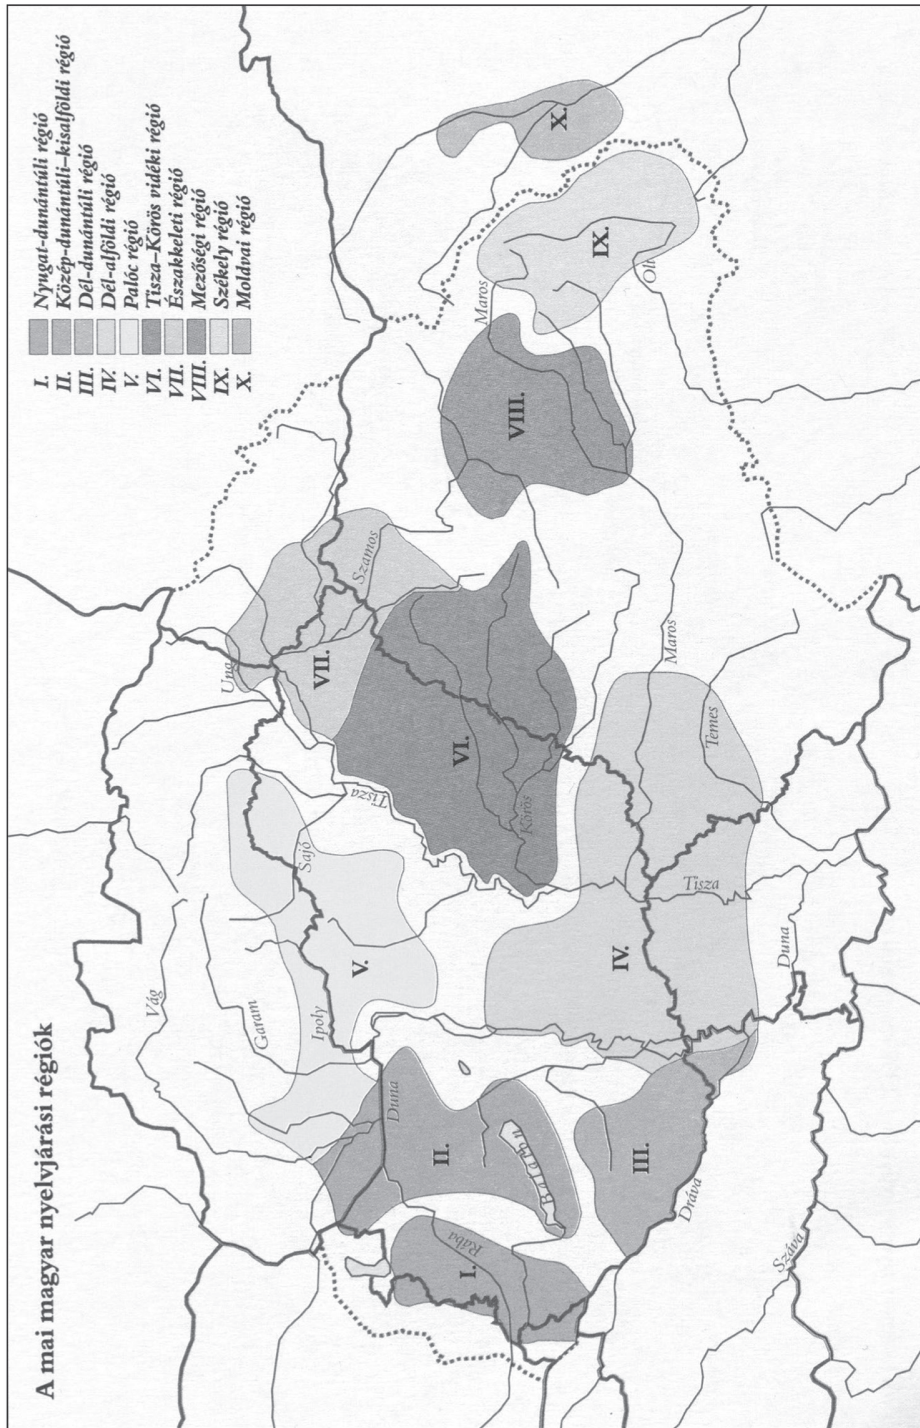 A mai magyar nyelvjárási régiók
I. Nyugat-dunántúli régió
II. Közép-dunántúli–kisalföldi régió
III. Dél-dunántúli régió
IV. Dél-alföldi régió
V. Palóc régió
VI. Tisza–Körös vidéki régió
VII. Északkeleti régió
VIII. Mezőségi régió
IX. Székely régió
X. Moldvai régió
Vág
Garam
Ipoly
Sajó
Tisza
Ung
Szamos
Maros
Olt
Duna
Rába
Balaton
Körös
Dráva
Száva
Duna
Tisza
Temes
Maros
I.
II.
III.
IV.
V.
VI.
VII.
VIII.
IX.
X.